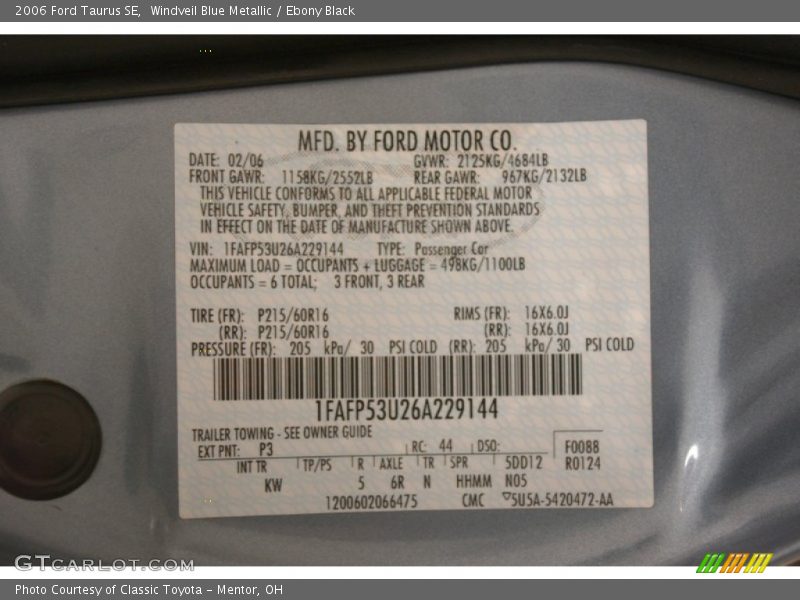 2006 Ford Taurus SE,  Windveil Blue Metallic / Ebony Black
MFD. BY FORD MOTOR CO.
DATE: 02/06 GVWR: 2125KG/4684LB
FRONT GAWR: 1158KG/2552LB REAR GAWR: 967KG/2132LB
THIS VEHICLE CONFORMS TO ALL APPLICABLE FEDERAL MOTOR
VEHICLE SAFETY, BUMPER, AND THEFT PREVENTION STANDARDS
IN EFFECT ON THE DATE OF MANUFACTURE SHOWN ABOVE.
VIN: 1FAFP53U26A229144 TYPE: Passenger Car
MAXIMUM LOAD = OCCUPANTS + LUGGAGE = 498KG/1100LB
OCCUPANTS = 6 TOTAL; 3 FRONT, 3 REAR
TIRE (FR): P215/60R16 RIMS (FR): 16X6.0J
(RR): P215/60R16 (RR): 16X6.0J
PRESSURE (FR): 205 kPa/ 30 PSI COLD (RR): 205 kPa/ 30 PSI COLD
1FAFP53U26A229144
TRAILER TOWING - SEE OWNER GUIDE
EXT PNT: P3 RC: 44 DSO: F0088
INT TR TP/PS R AXLE TR SPR 5DD12 R0124
KW 5 6R N HHMM N05
1200602066475 CMC ▽5U5A-5420472-AA
GTCARLOT.COM
Photo Courtesy of Classic Toyota - Mentor, OH